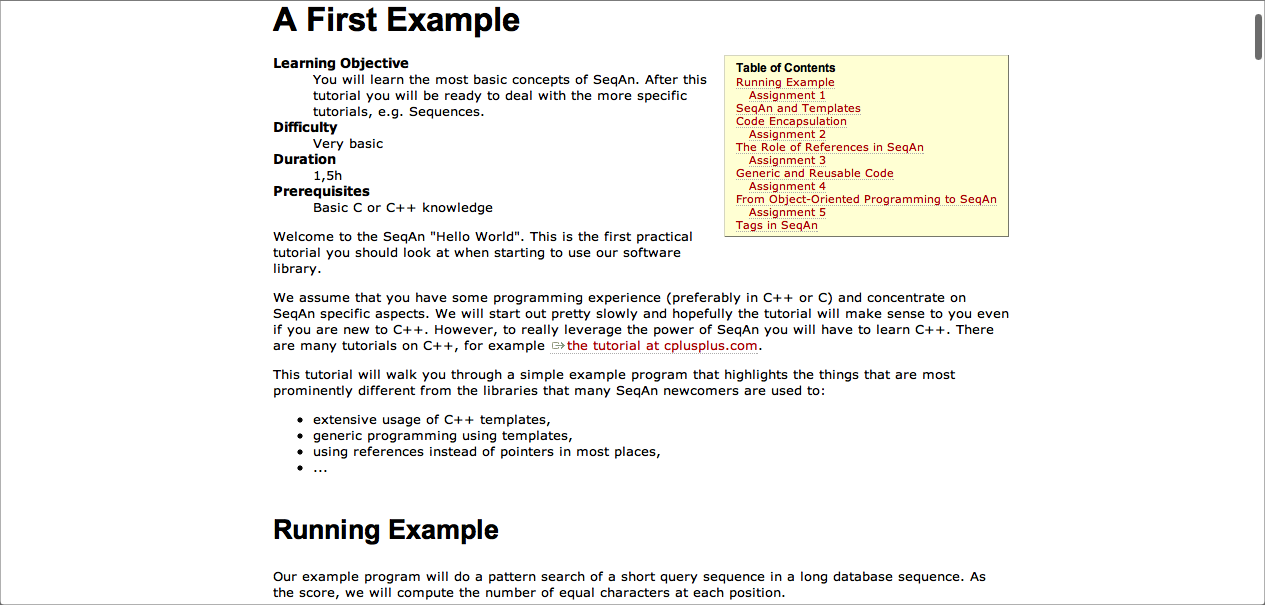 A First Example
Learning Objective
You will learn the most basic concepts of SeqAn. After this
tutorial you will be ready to deal with the more specific
tutorials, e.g. Sequences.
Difficulty
Very basic
Duration
1,5h
Prerequisites
Basic C or C++ knowledge
Table of Contents
Running Example
Assignment 1
SeqAn and Templates
Code Encapsulation
Assignment 2
The Role of References in SeqAn
Assignment 3
Generic and Reusable Code
Assignment 4
From Object-Oriented Programming to SeqAn
Assignment 5
Tags in SeqAn
Welcome to the SeqAn "Hello World". This is the first practical
tutorial you should look at when starting to use our software
library.
We assume that you have some programming experience (preferably in C++ or C) and concentrate on
SeqAn specific aspects. We will start out pretty slowly and hopefully the tutorial will make sense to you even
if you are new to C++. However, to really leverage the power of SeqAn you will have to learn C++. There
are many tutorials on C++, for example the tutorial at cplusplus.com.
This tutorial will walk you through a simple example program that highlights the things that are most
prominently different from the libraries that many SeqAn newcomers are used to:
• extensive usage of C++ templates,
• generic programming using templates,
• using references instead of pointers in most places,
• ...
Running Example
Our example program will do a pattern search of a short query sequence in a long database sequence. As
the score, we will compute the number of equal characters at each position.